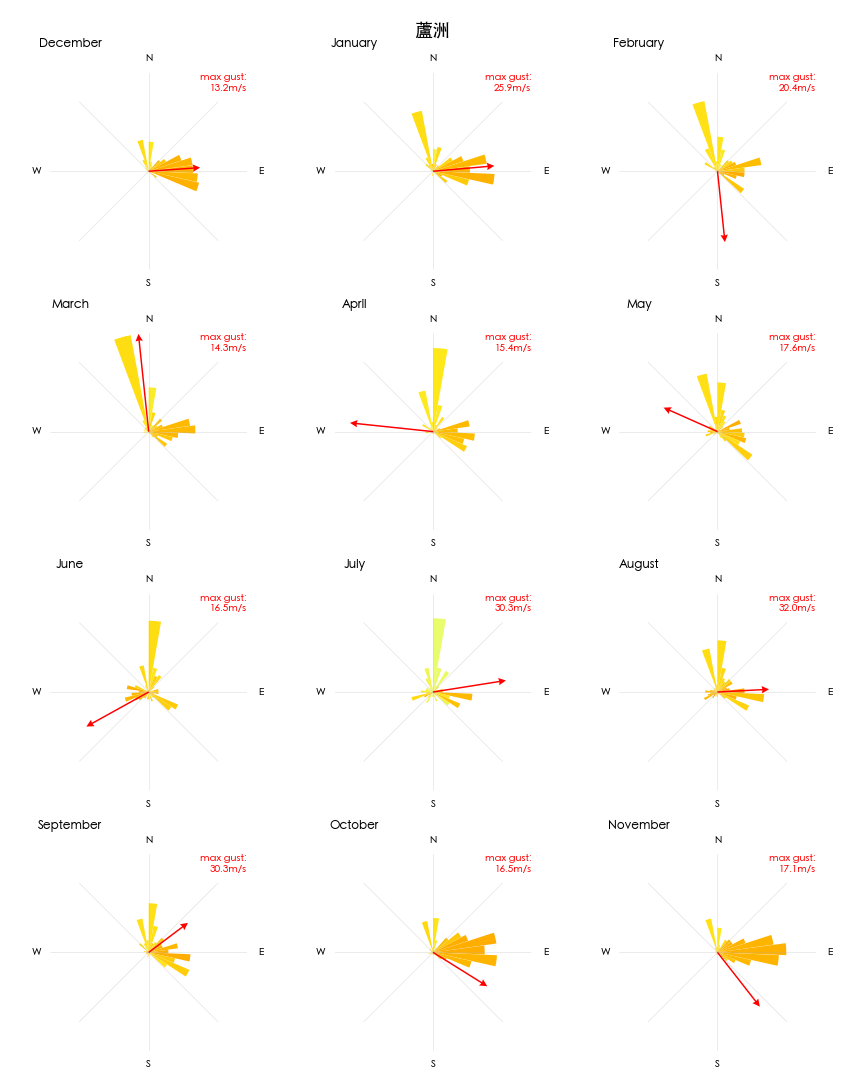 蘆洲
December
N
max gust:
13.2m/s
W
E
S
January
N
max gust:
25.9m/s
W
E
S
February
N
max gust:
20.4m/s
W
E
S
March
N
max gust:
14.3m/s
W
E
S
April
N
max gust:
15.4m/s
W
E
S
May
N
max gust:
17.6m/s
W
E
S
June
N
max gust:
16.5m/s
W
E
S
July
N
max gust:
30.3m/s
W
E
S
August
N
max gust:
32.0m/s
W
E
S
September
N
max gust:
30.3m/s
W
E
S
October
N
max gust:
16.5m/s
W
E
S
November
N
max gust:
17.1m/s
W
E
S